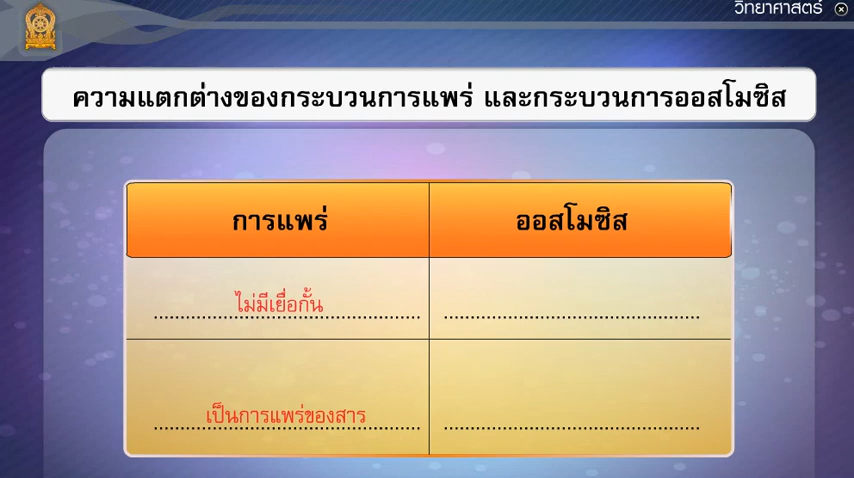 วิทยาศาสตร์
ความแตกต่างของกระบวนการแพร่ และกระบวนการออสโมซิส
การแพร่
ออสโมซิส
ไม่มีเยื่อกั้น
เป็นการแพร่ของสาร